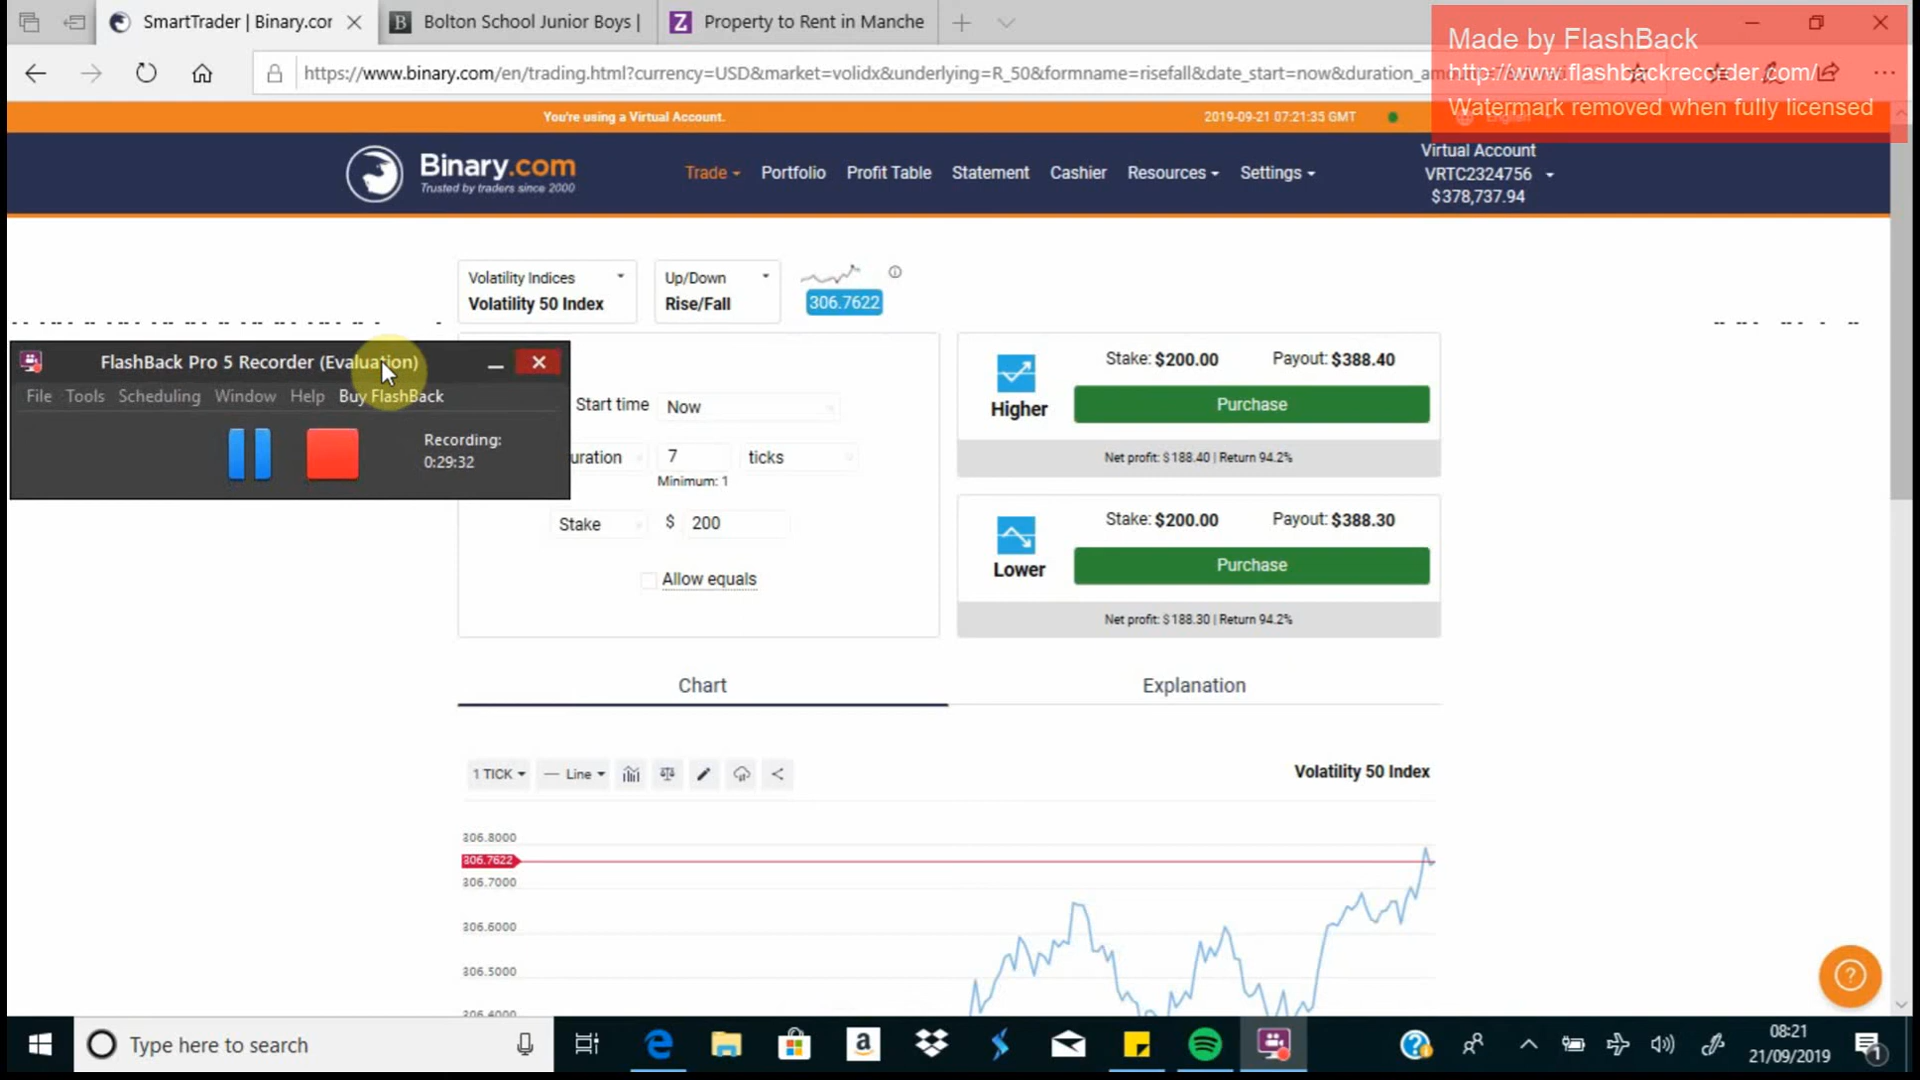 SmartTrader | Binary.cor
Bolton School Junior Boys |
Property to Rent in Manche
Made by FlashBack
http://www.flashbackrecorder.com/
Watermark removed when fully licensed
https://www.binary.com/en/trading.html?currency=USD&market=volidx&underlying=R_50&formname=risefall&date_start=now&duration_am
You're using a Virtual Account.
2019-09-21 07:21:35 GMT
Binary.com
Trusted by traders since 2000
Trade
Portfolio
Profit Table
Statement
Cashier
Resources
Settings
Virtual Account
VRTC2324756
$378,737.94
Volatility Indices
Volatility 50 Index
Up/Down
Rise/Fall
306.7622
FlashBack Pro 5 Recorder (Evaluation)
File Tools Scheduling Window Help Buy FlashBack
Recording:
0:29:32
Start time
Now
uration
7
ticks
Minimum: 1
Stake
$ 200
Allow equals
Higher
Stake: $200.00
Payout: $388.40
Purchase
Net profit: $188.40 | Return 94.2%
Lower
Stake: $200.00
Payout: $388.30
Purchase
Net profit: $188.30 | Return 94.2%
Chart
Explanation
1 TICK
Line
Volatility 50 Index
306.8000
306.7622
306.7000
306.6000
306.5000
306.4000
Type here to search
08:21
21/09/2019
1